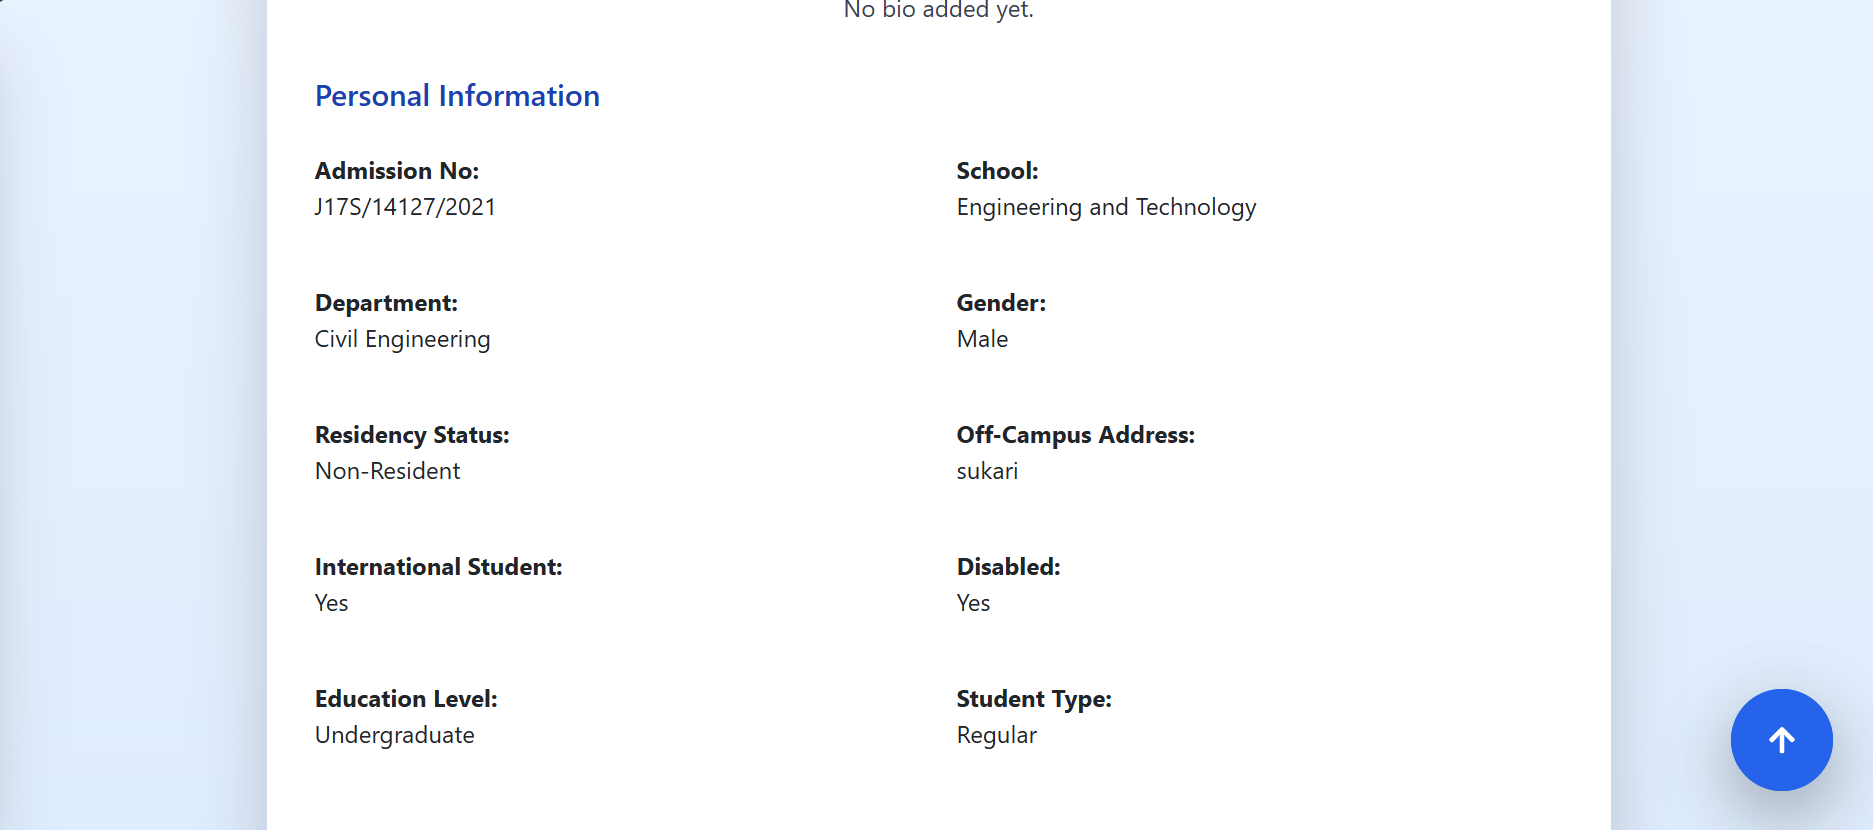 No bio added yet.
Personal Information
Admission No:
J17S/14127/2021
School:
Engineering and Technology
Department:
Civil Engineering
Gender:
Male
Residency Status:
Non-Resident
Off-Campus Address:
sukari
International Student:
Yes
Disabled:
Yes
Education Level:
Undergraduate
Student Type:
Regular